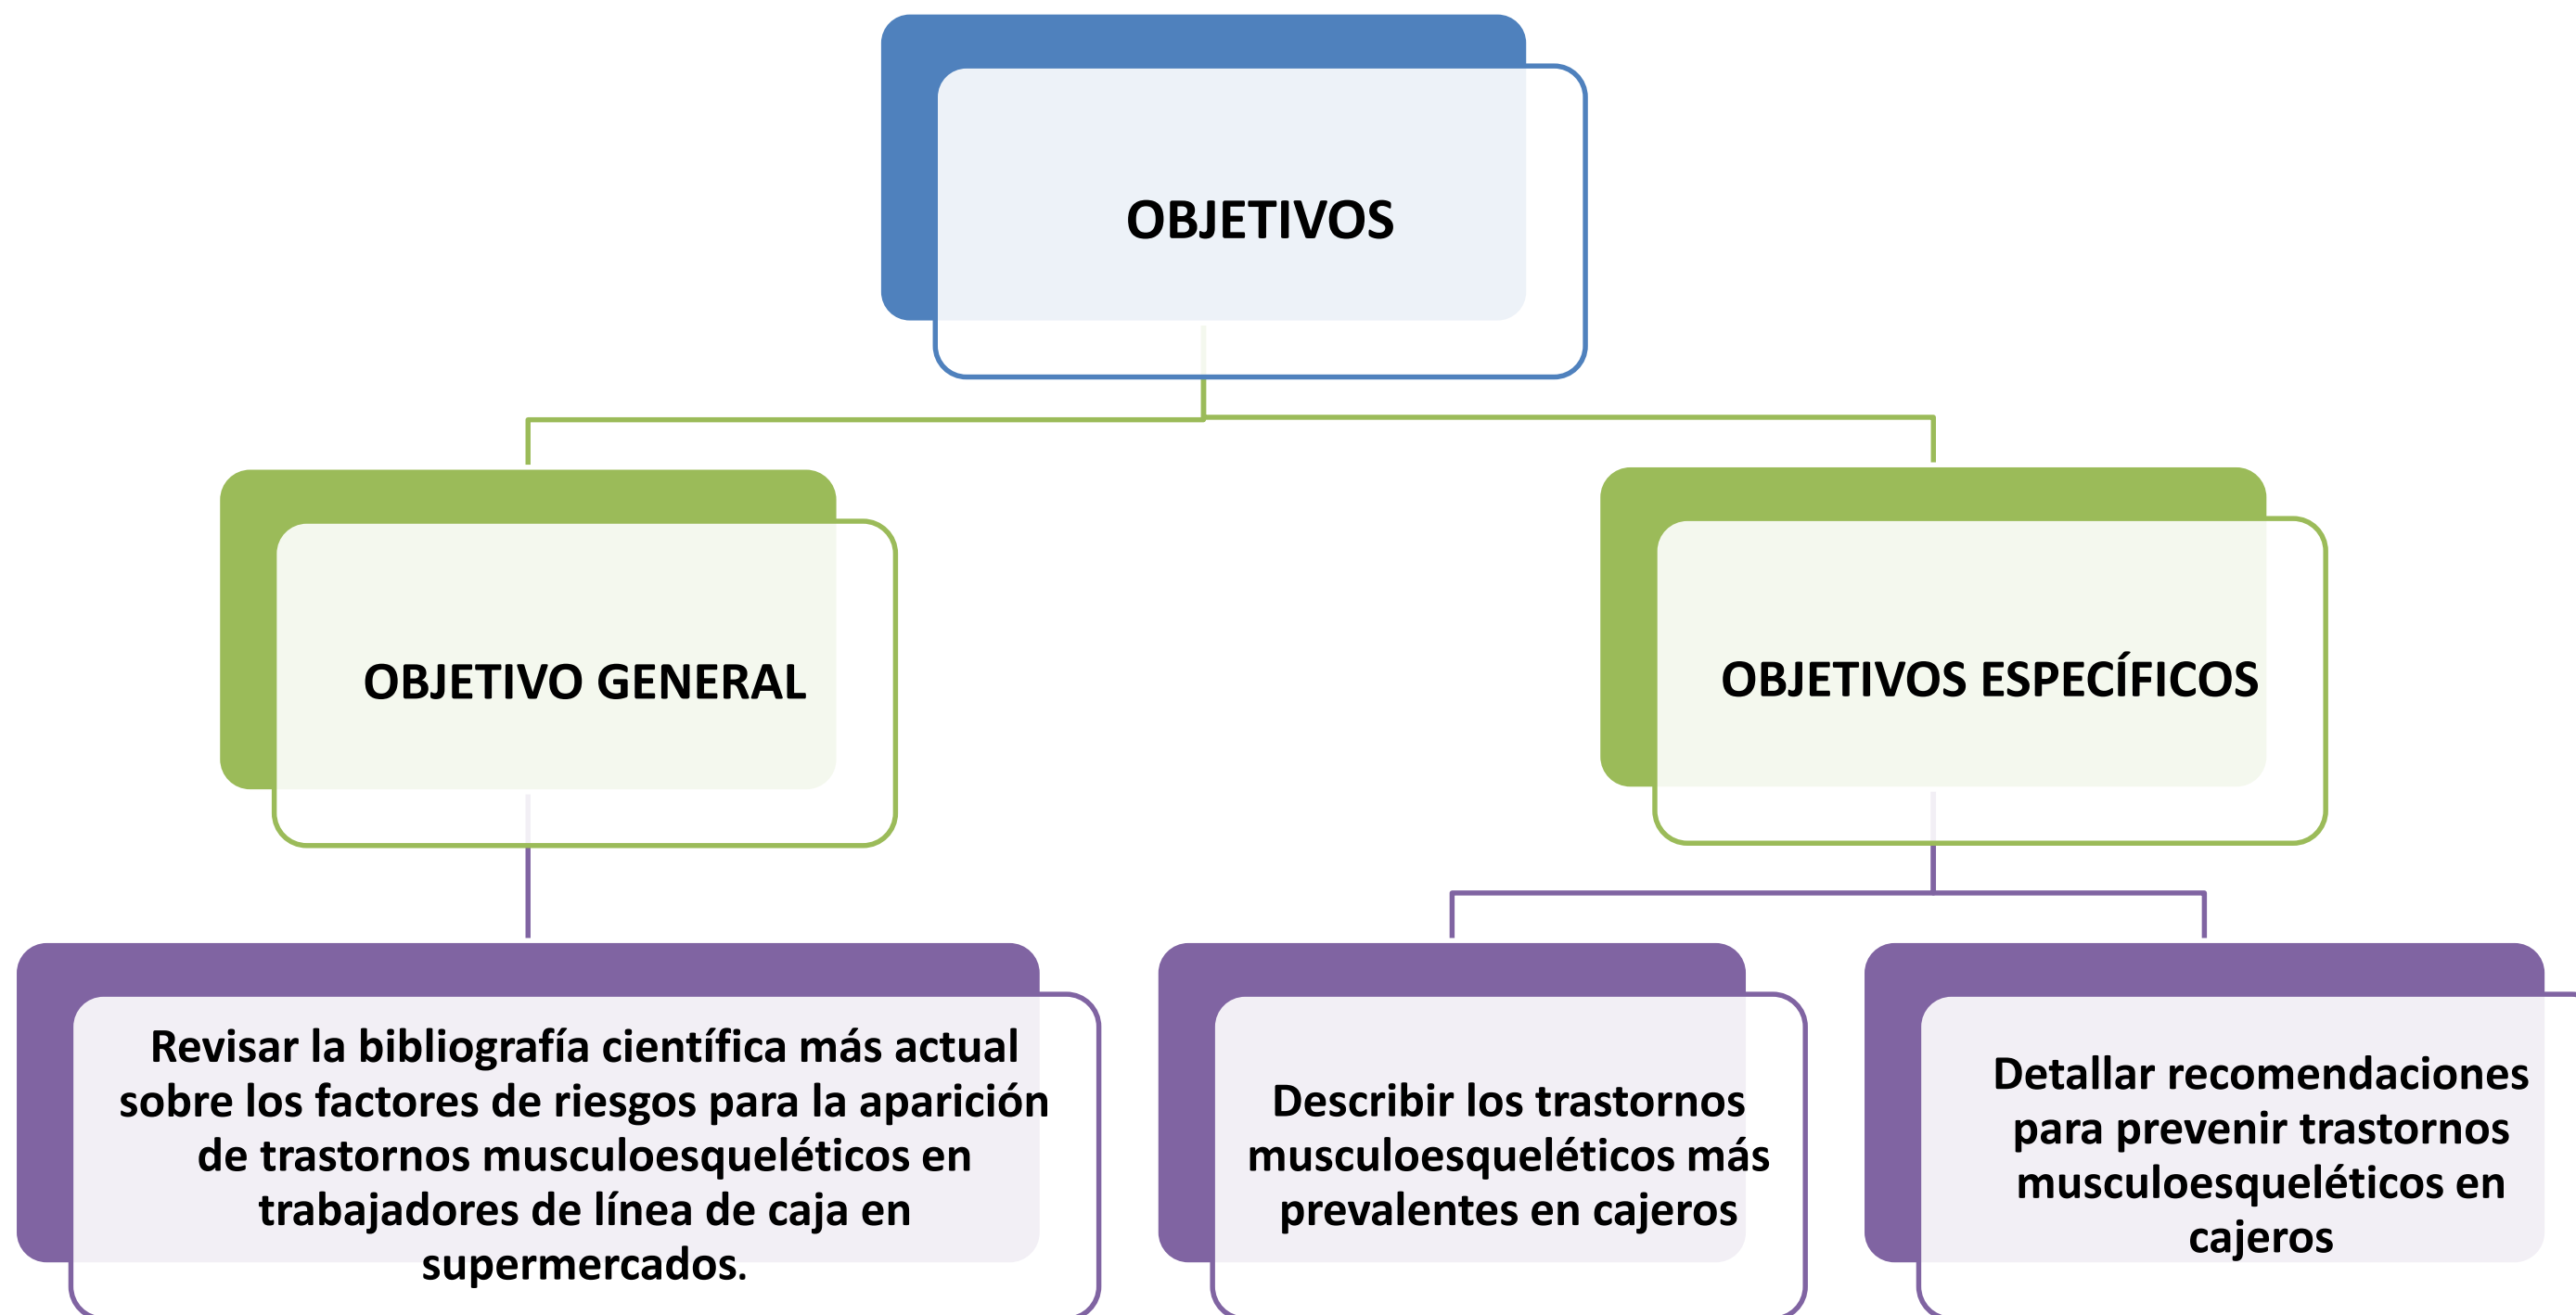 OBJETIVOS
OBJETIVO GENERAL
OBJETIVOS ESPECÍFICOS
Revisar la bibliografía científica más actual
sobre los factores de riesgos para la aparición
de trastornos musculoesqueléticos en
trabajadores de línea de caja en
supermercados.
Describir los trastornos
musculoesqueléticos más
prevalentes en cajeros
Detallar recomendaciones
para prevenir trastornos
musculoesqueléticos en
cajeros